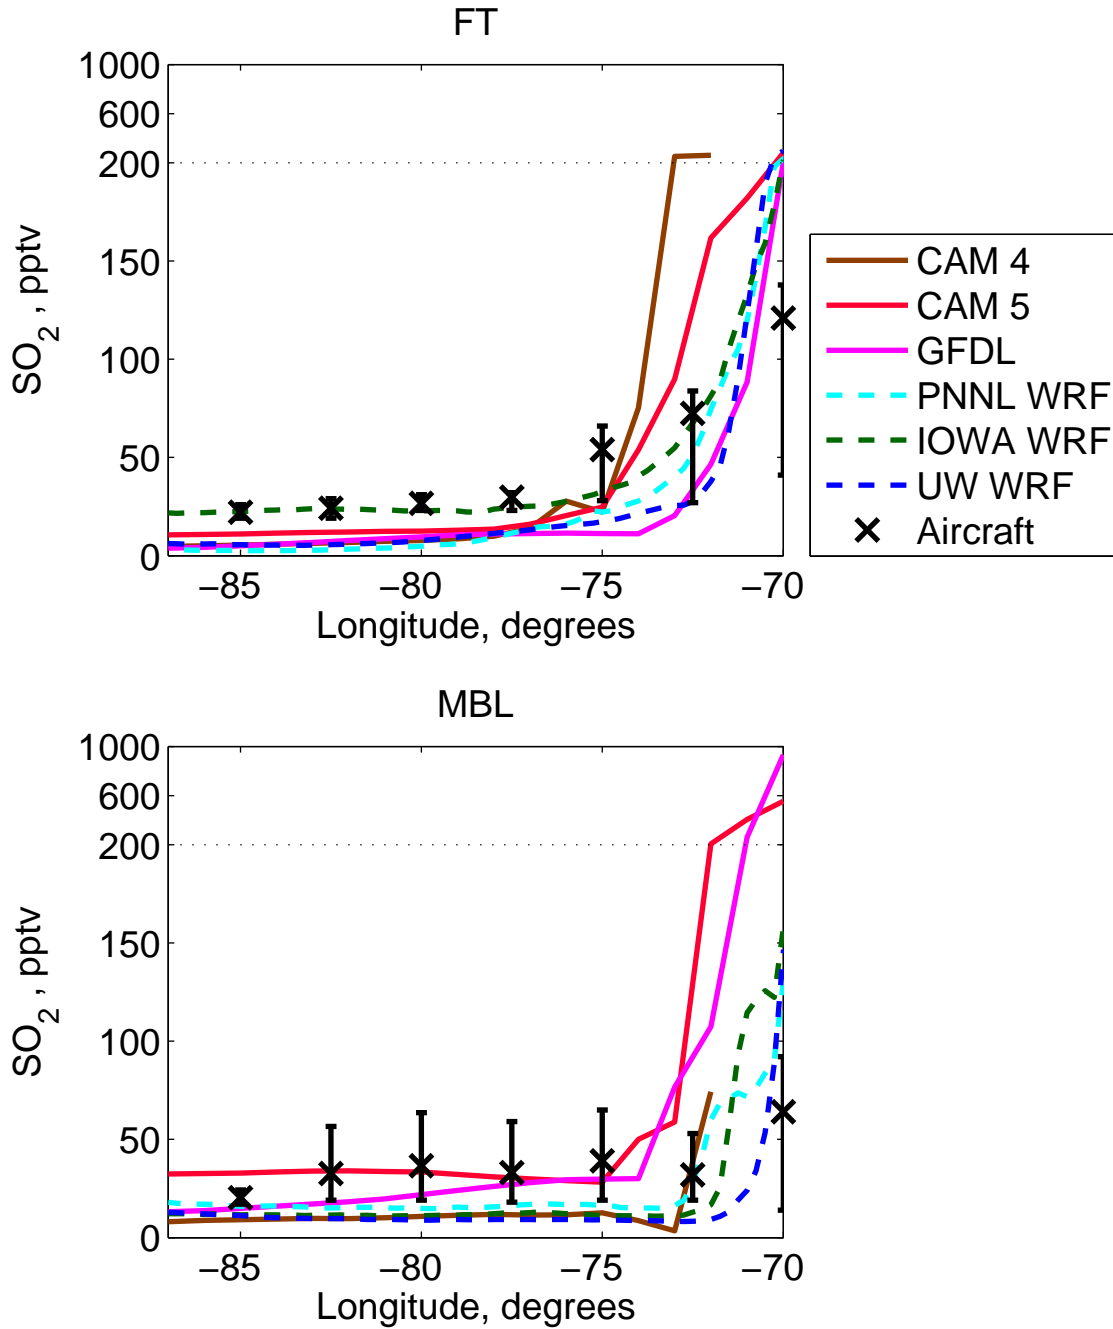 FT
1000
600
200
150
100
50
0
SO2 , pptv
−85 −80 −75 −70
Longitude, degrees
CAM 4
CAM 5
GFDL
PNNL WRF
IOWA WRF
UW WRF
Aircraft
MBL
1000
600
200
150
100
50
0
SO2 , pptv
−85 −80 −75 −70
Longitude, degrees